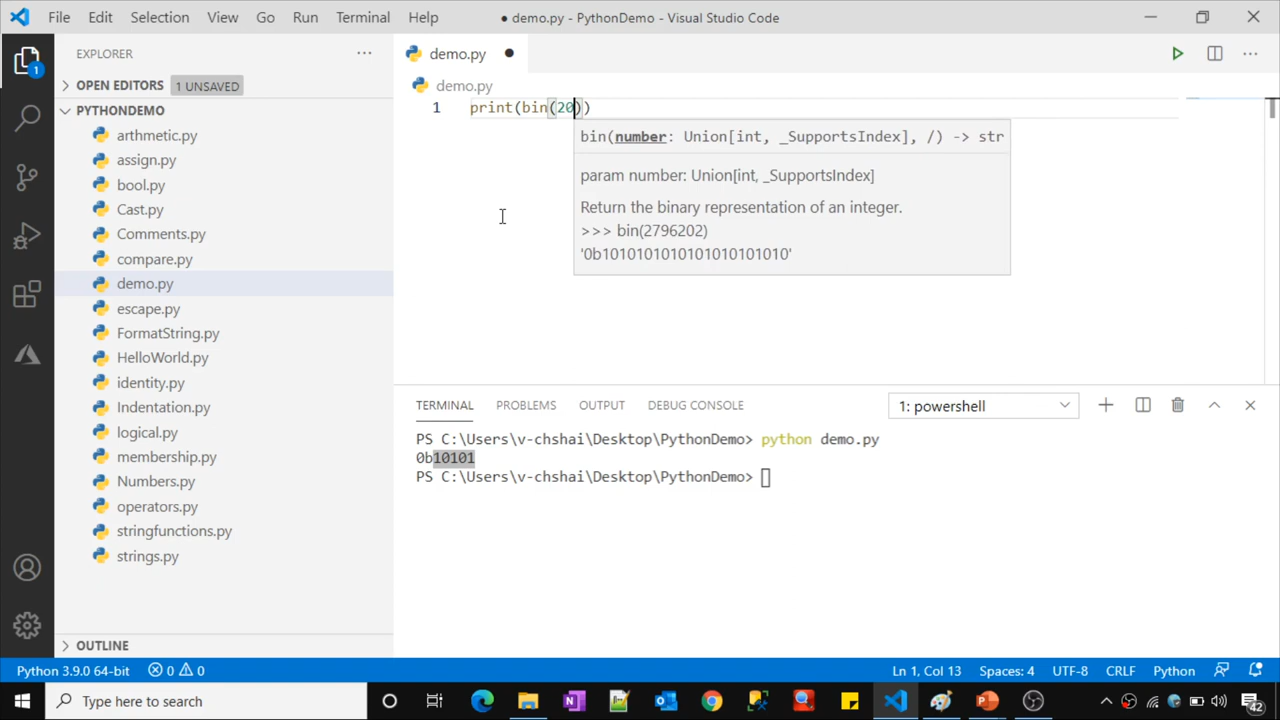 File Edit Selection View Go Run Terminal Help
● demo.py - PythonDemo - Visual Studio Code
EXPLORER
1
OPEN EDITORS 1 UNSAVED
PYTHONDEMO
arthmetic.py
assign.py
bool.py
Cast.py
Comments.py
compare.py
demo.py
escape.py
FormatString.py
HelloWorld.py
identity.py
Indentation.py
logical.py
membership.py
Numbers.py
operators.py
stringfunctions.py
strings.py
OUTLINE
demo.py
demo.py
1 print(bin(20))
bin(number: Union[int, _SupportsIndex], /) -> str
param number: Union[int, _SupportsIndex]
Return the binary representation of an integer.
>>> bin(2796202)
'0b1010101010101010101010'
TERMINAL PROBLEMS OUTPUT DEBUG CONSOLE 1: powershell
PS C:\Users\v-chshai\Desktop\PythonDemo> python demo.py
0b10101
PS C:\Users\v-chshai\Desktop\PythonDemo>
Python 3.9.0 64-bit 0 0 Ln 1, Col 13 Spaces: 4 UTF-8 CRLF Python
Type here to search
42